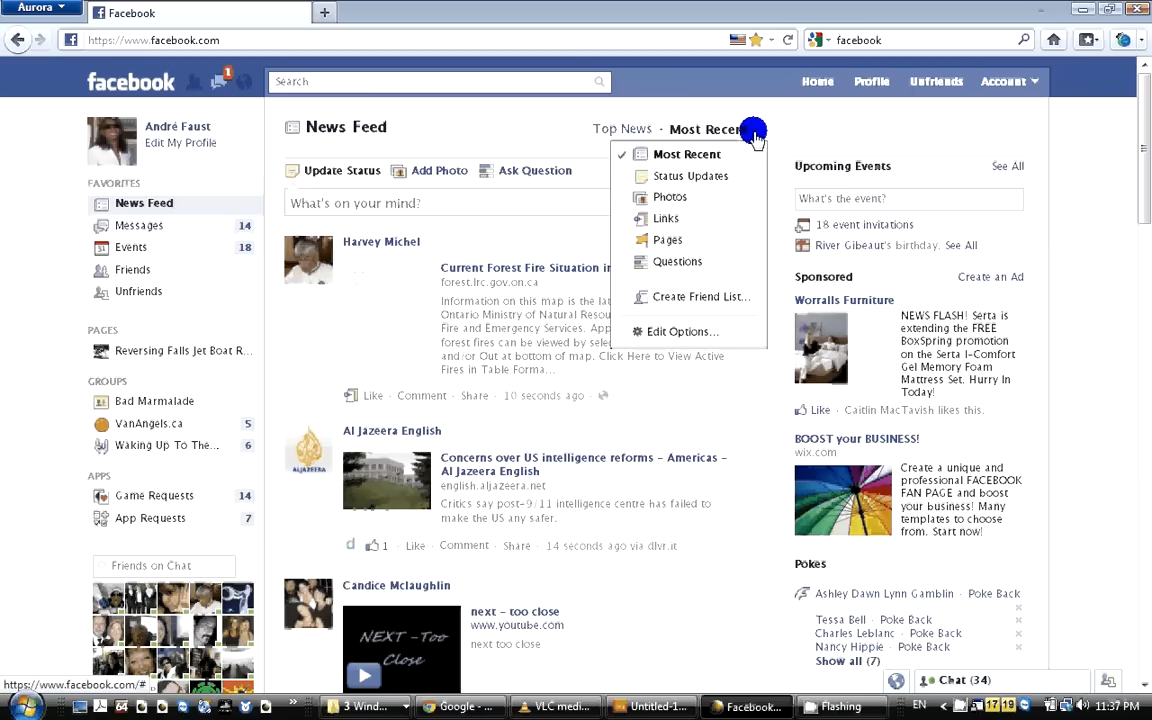 Aurora
Facebook
+
https://www.facebook.com
facebook
facebook
1
Search
Home
Profile
Unfriends
Account
André Faust
Edit My Profile
FAVORITES
News Feed
Messages 14
Events 18
Friends
Unfriends
PAGES
Reversing Falls Jet Boat R...
GROUPS
Bad Marmalade
VanAngels.ca 5
Waking Up To The... 6
APPS
Game Requests 14
App Requests 7
Friends on Chat
https://www.facebook.com/#
News Feed
Top News · Most Recent
Update Status
Add Photo
Ask Question
What's on your mind?
Most Recent
Status Updates
Photos
Links
Pages
Questions
Create Friend List...
Edit Options...
Harvey Michel
Current Forest Fire Situation in
forest.lrc.gov.on.ca
Information on this map is the lat
Ontario Ministry of Natural Resou
Fire and Emergency Services. App
forest fires can be viewed by selec
and/or Out at bottom of map. Click Here to View Active
Fires in Table Forma...
Like · Comment · Share · 10 seconds ago ·
Al Jazeera English
ALJAZEERA
Concerns over US intelligence reforms - Americas -
Al Jazeera English
english.aljazeera.net
Critics say post-9/11 intelligence centre has failed to
make the US any safer.
d 1 · Like · Comment · Share · 14 seconds ago via dlvr.it
Candice Mclaughlin
next - too close
www.youtube.com
next too close
NEXT -Too
Close
Upcoming Events
See All
What's the event?
18 event invitations
River Gibeaut's birthday. See All
Sponsored
Create an Ad
Worralls Furniture
NEWS FLASH! Serta is
extending the FREE
BoxSpring promotion
on the Serta I-Comfort
Gel Memory Foam
Mattress Set. Hurry In
Today!
Like · Caitlin MacTavish likes this.
BOOST your BUSINESS!
wix.com
Create a unique and
professional FACEBOOK
FAN PAGE and boost
your business! Many
templates to choose
from. Start now!
Pokes
Ashley Dawn Lynn Gamblin · Poke Back
Tessa Bell · Poke Back
Charles Leblanc · Poke Back
Nancy Hippie · Poke Back
Show all (7)
Chat (34)
64
»
3 Wind...
Google - ...
VLC medi...
Untitled-1...
Facebook...
Flashing
EN
17 19
11:37 PM